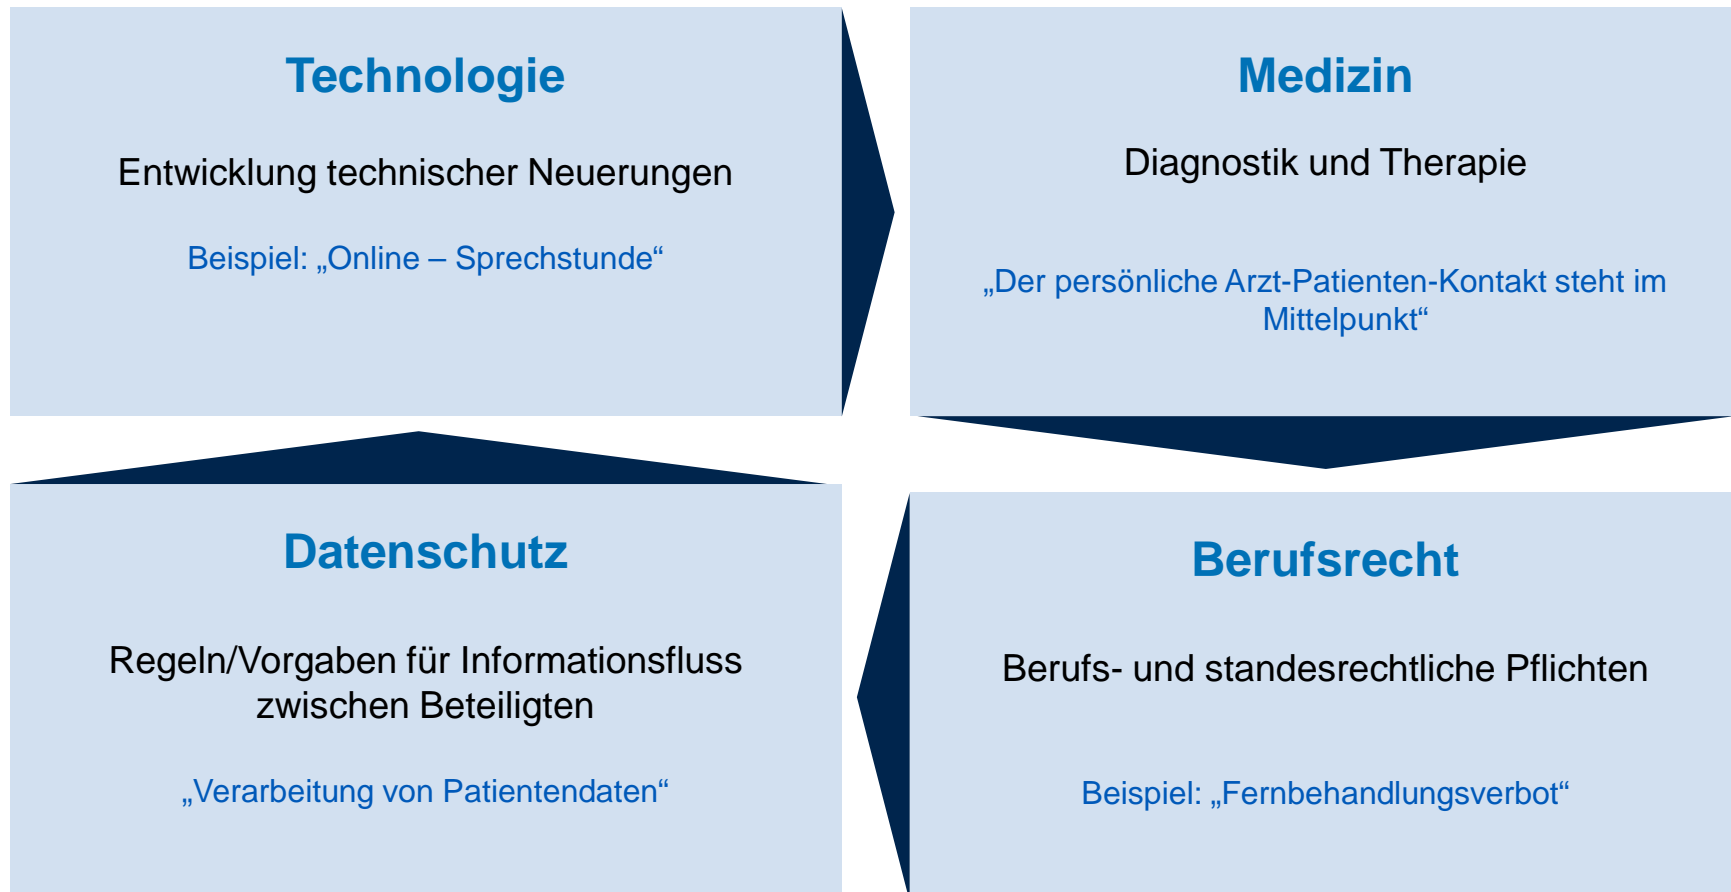 Technologie
Entwicklung technischer Neuerungen
Beispiel: „Online – Sprechstunde“
Medizin
Diagnostik und Therapie
„Der persönliche Arzt-Patienten-Kontakt steht im
Mittelpunkt“
Datenschutz
Regeln/Vorgaben für Informationsfluss
zwischen Beteiligten
„Verarbeitung von Patientendaten“
Berufsrecht
Berufs- und standesrechtliche Pflichten
Beispiel: „Fernbehandlungsverbot“